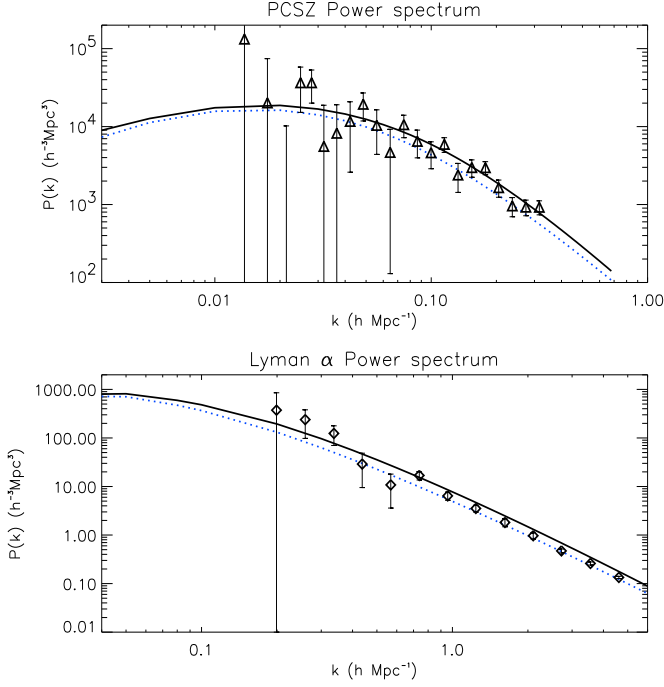 PCSZ Power spectrum
P(k) (h⁻³Mpc³)
10⁵
10⁴
10³
10²
0.01 0.10 1.00
k (h Mpc⁻¹)
Lyman α Power spectrum
P(k) (h⁻³Mpc³)
1000.00
100.00
10.00
1.00
0.10
0.01
0.1 1.0
k (h Mpc⁻¹)